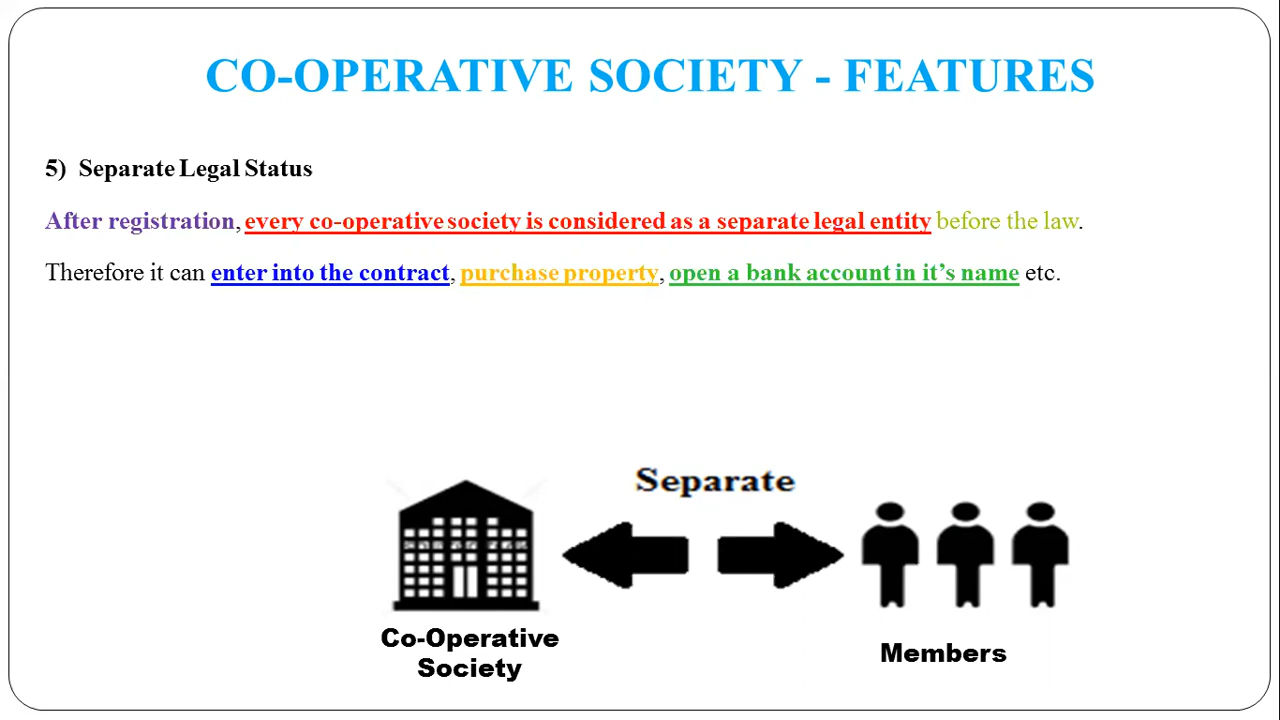 CO-OPERATIVE SOCIETY - FEATURES
5) Separate Legal Status
After registration, every co-operative society is considered as a separate legal entity before the law.
Therefore it can enter into the contract, purchase property, open a bank account in it’s name etc.
Separate
Co-Operative
Society
Members